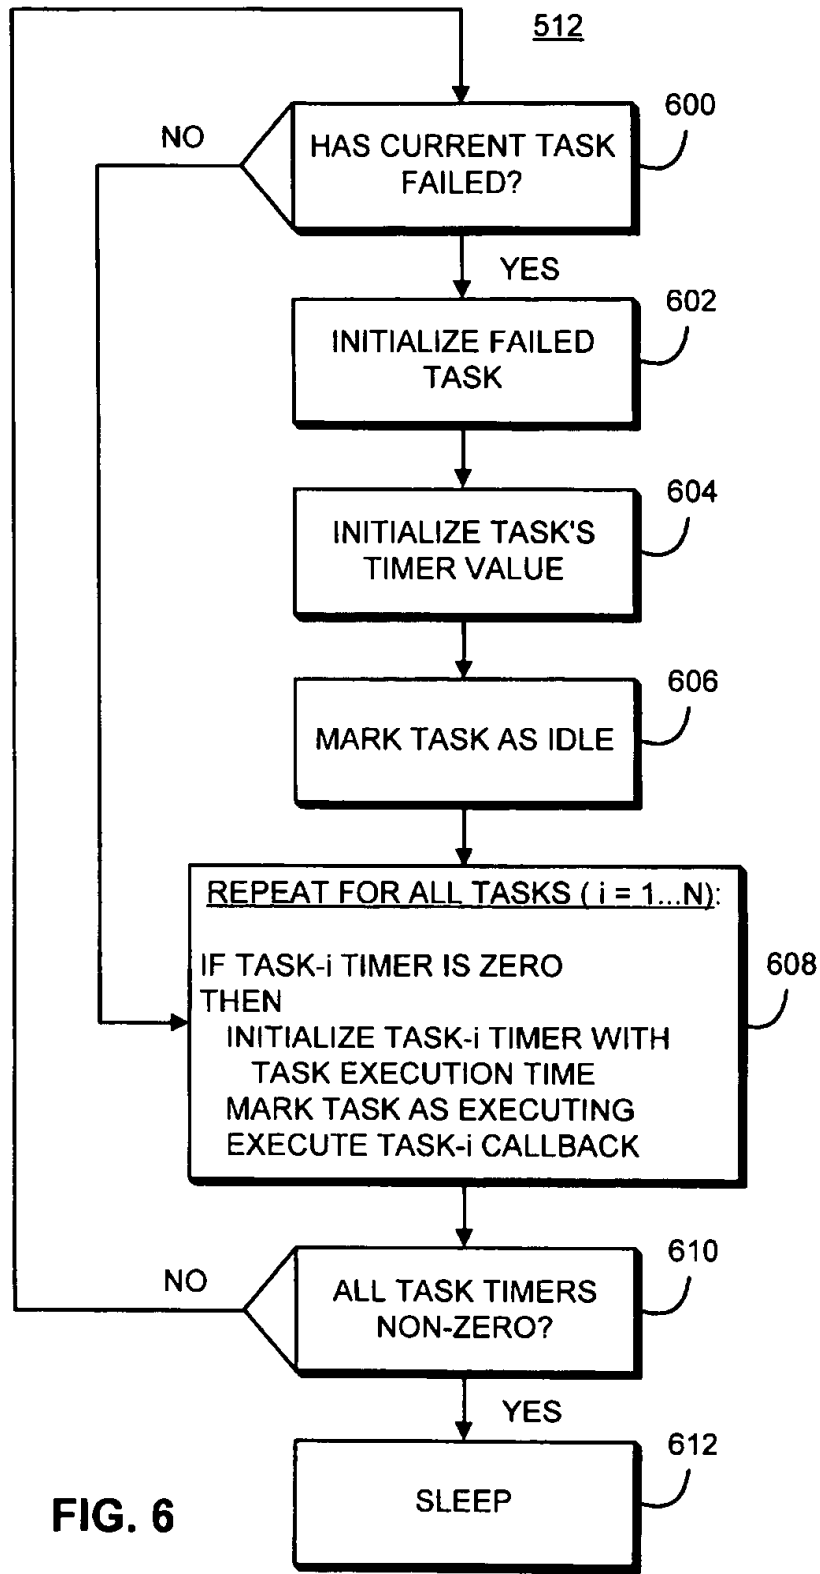 512
600
NO
HAS CURRENT TASK
FAILED?
YES
602
INITIALIZE FAILED
TASK
604
INITIALIZE TASK'S
TIMER VALUE
606
MARK TASK AS IDLE
REPEAT FOR ALL TASKS ( i = 1...N):
608
IF TASK-i TIMER IS ZERO
THEN
INITIALIZE TASK-i TIMER WITH
TASK EXECUTION TIME
MARK TASK AS EXECUTING
EXECUTE TASK-i CALLBACK
610
NO
ALL TASK TIMERS
NON-ZERO?
YES
612
SLEEP
FIG. 6